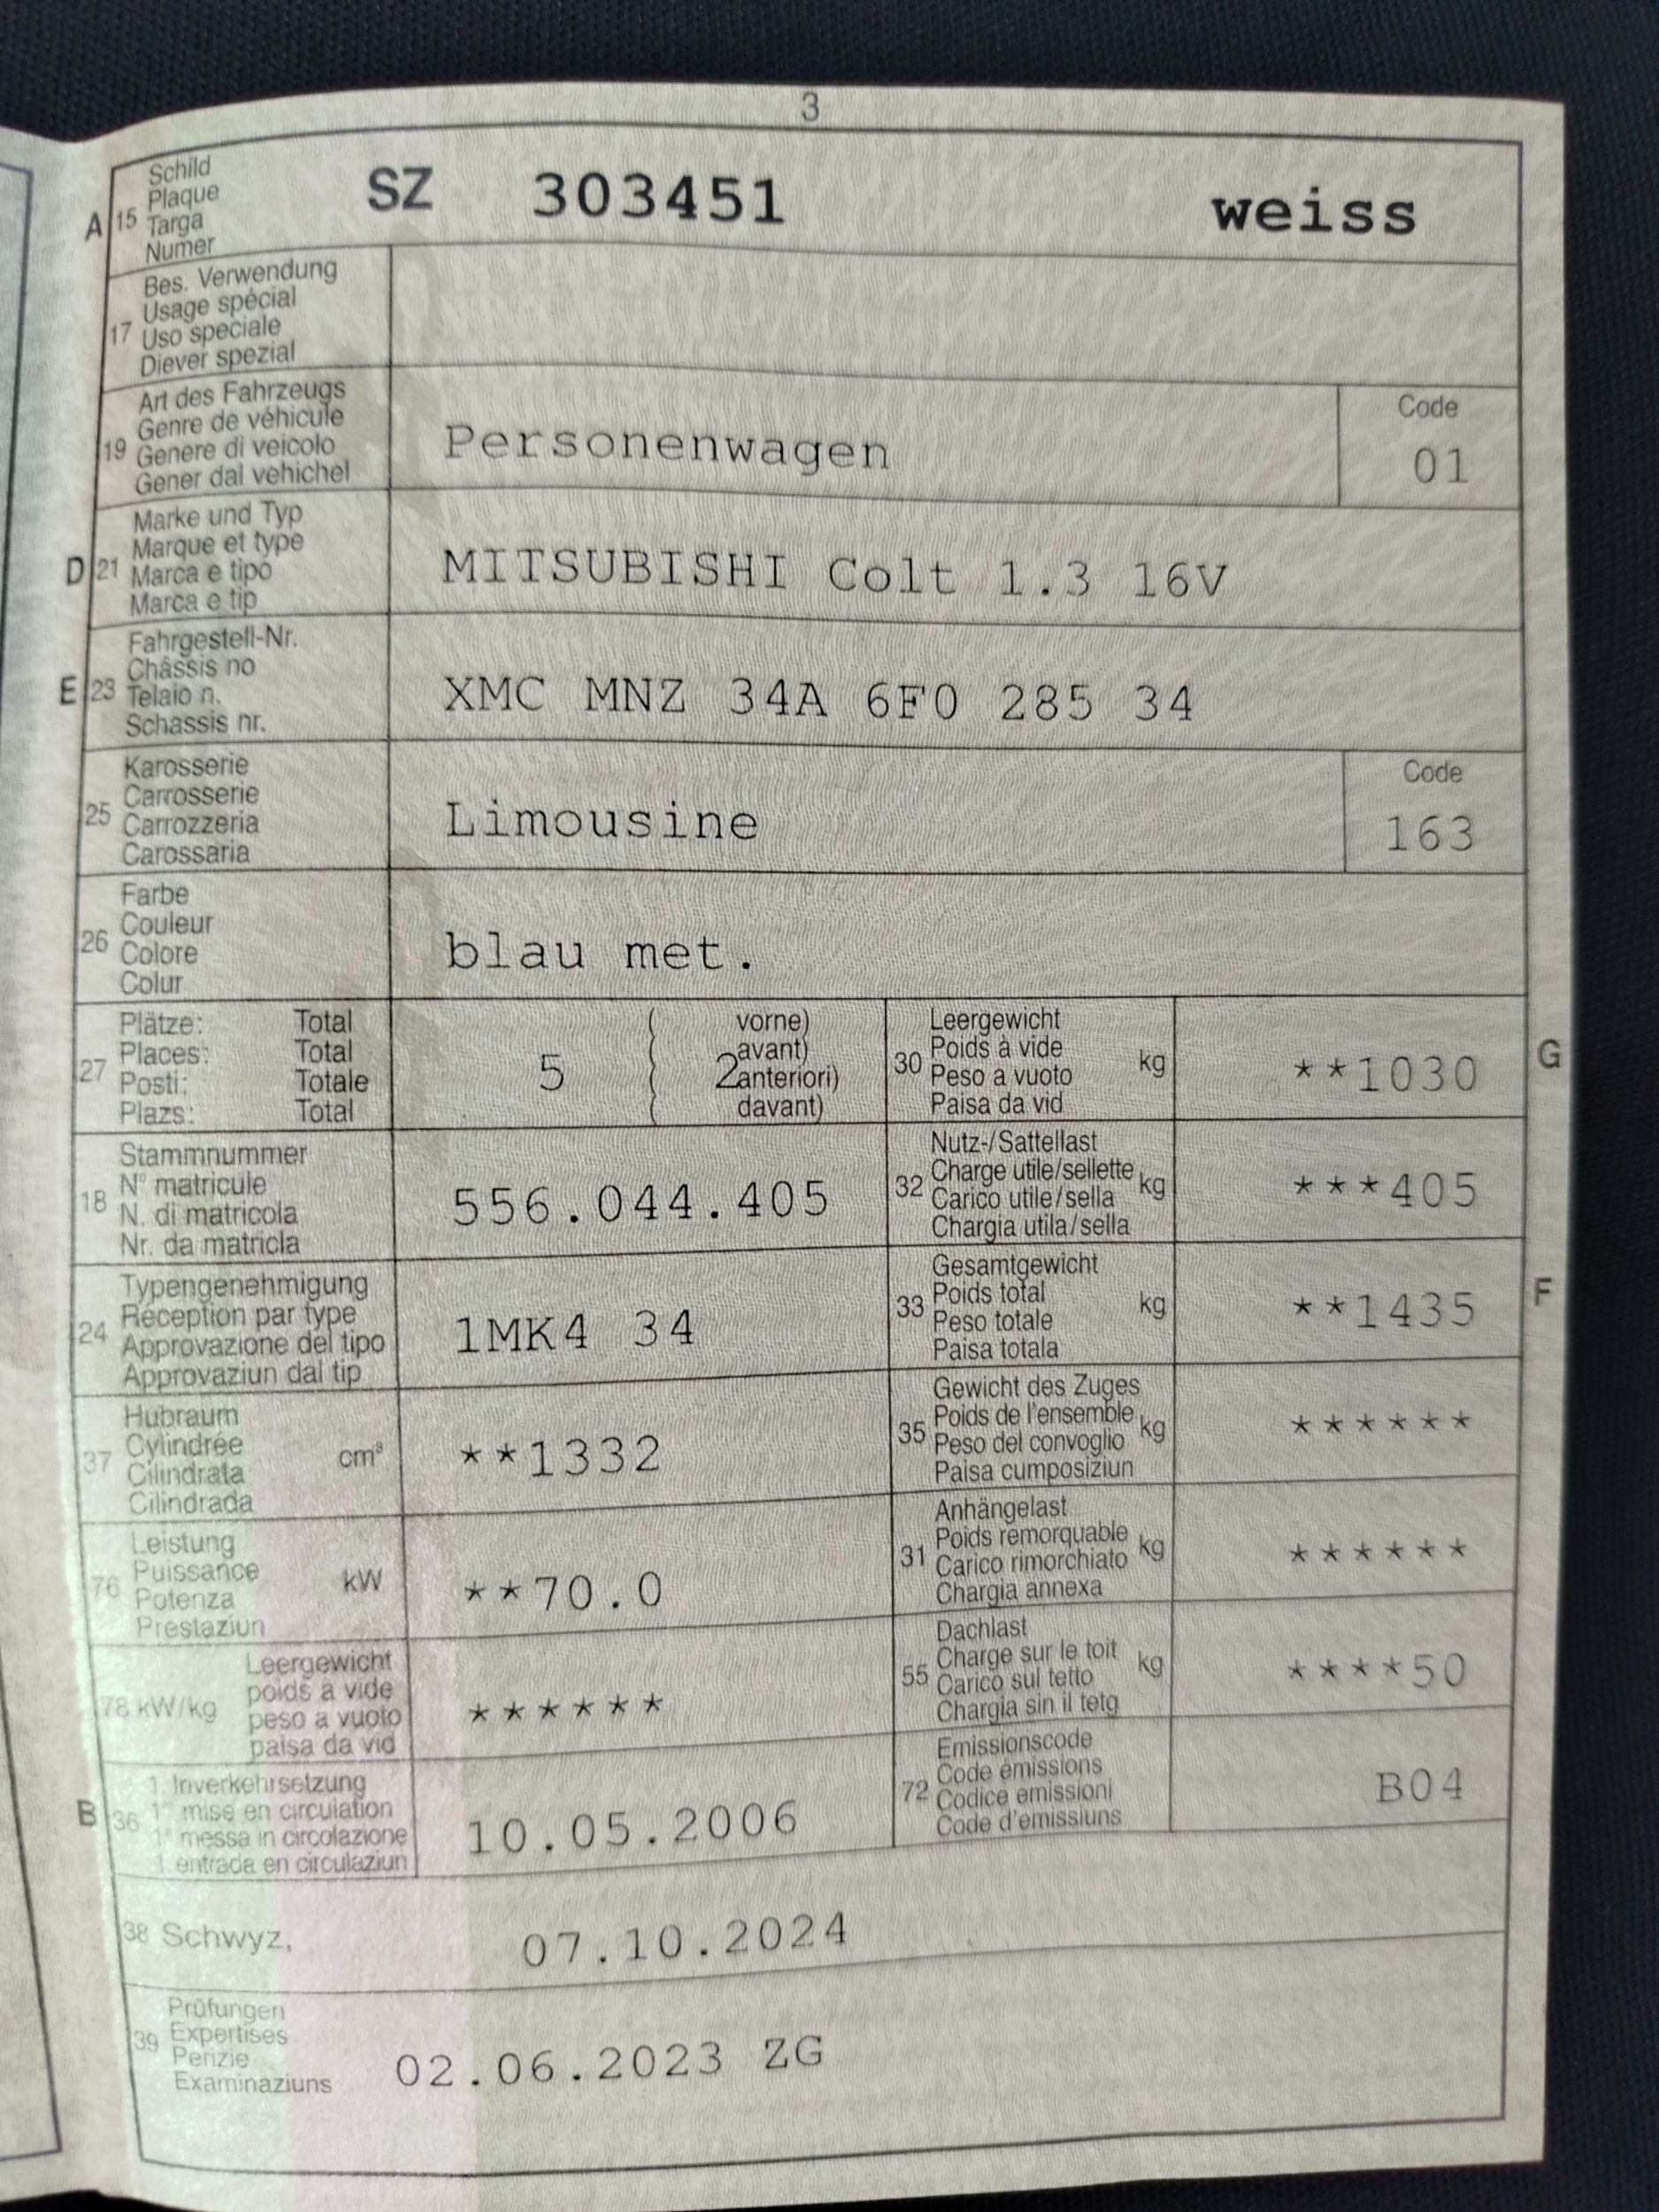 3
A 15 Schild
Plaque
Targa
Numer
SZ 303451 weiss
17 Bes. Verwendung
Usage spécial
Uso speciale
Diever spezial
19 Art des Fahrzeugs
Genre de véhicule
Genere di veicolo
Gener dal vehichel
Personenwagen
Code
01
D 21 Marke und Typ
Marque et type
Marca e tipo
Marca e tip
MITSUBISHI Colt 1.3 16V
E 23 Fahrgestell-Nr.
Châssis no
Telaio n.
Schassis nr.
XMC MNZ 34A 6F0 285 34
25 Karosserie
Carrosserie
Carrozzeria
Carossaria
Limousine
Code
163
26 Farbe
Couleur
Colore
Colur
blau met.
27 Plätze: Total
Places: Total
Posti: Totale
Plazs: Total
5
( vorne)
( avant)
( 2 anteriori)
( davant)
30 Leergewicht
Poids à vide
Peso a vuoto
Paisa da vid
kg
**1030
G
18 Stammnummer
N° matricule
N. di matricola
Nr. da matricla
556.044.405
32 Nutz-/Sattellast
Charge utile/sellette
Carico utile/sella
Chargia utila/sella
kg
***405
24 Typengenehmigung
Réception par type
Approvazione del tipo
Approvaziun dal tip
1MK4 34
33 Gesamtgewicht
Poids total
Peso totale
Paisa totala
kg
**1435
F
37 Hubraum
Cylindrée
Cilindrata
Cilindrada
cm³
**1332
35 Gewicht des Zuges
Poids de l'ensemble
Peso del convoglio
Paisa cumposiziun
kg
******
76 Leistung
Puissance
Potenza
Prestaziun
kW
**70.0
31 Anhängelast
Poids remorquable
Carico rimorchiato
Chargia annexa
kg
******
78 kW/kg
Leergewicht
poids à vide
peso a vuoto
paisa da vid
******
55 Dachlast
Charge sur le toit
Carico sul tetto
Chargia sin il tetg
kg
****50
B 36 1. Inverkehrsetzung
1re mise en circulation
1a messa in circolazione
1. entrada en circulaziun
10.05.2006
72 Emissionscode
Code émissions
Codice emissioni
Code d'emissiuns
B04
38 Schwyz,
07.10.2024
39 Prüfungen
Expertises
Perizie
Examinaziuns
02.06.2023 ZG